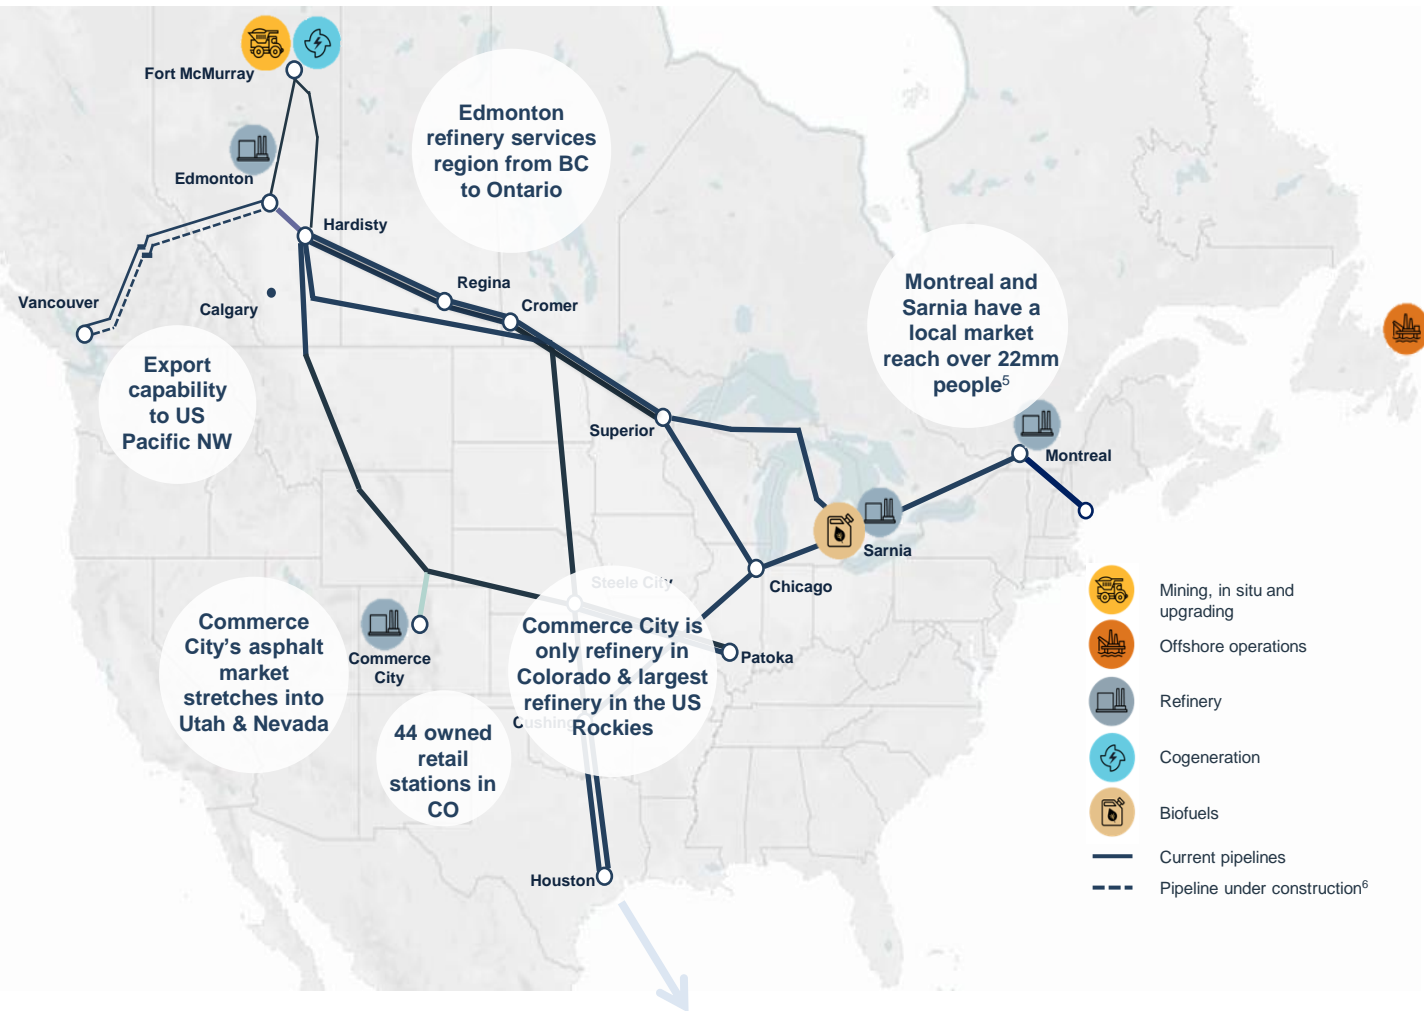 Fort McMurray
Edmonton
refinery services
region from BC
to Ontario
Edmonton
Hardisty
Regina
Cromer
Vancouver
Calgary
Export
capability
to US
Pacific NW
Montreal and
Sarnia have a
local market
reach over 22mm
people5
Superior
Montreal
Sarnia
Chicago
Steele City
Commerce
City’s asphalt
market
stretches into
Utah & Nevada
Commerce
City
Commerce City is
only refinery in
Colorado & largest
refinery in the US
Rockies
Patoka
Cushing
44 owned
retail
stations in
CO
Houston
Mining, in situ and
upgrading
Offshore operations
Refinery
Cogeneration
Biofuels
Current pipelines
Pipeline under construction6